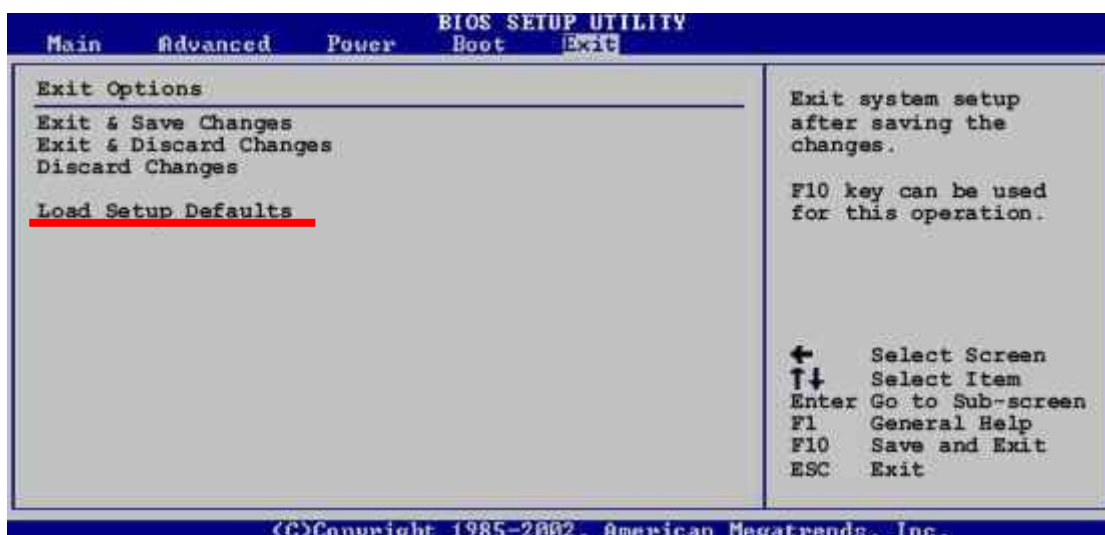 BIOS SETUP UTILITY
Main Advanced Power Boot Exit
Exit Options
Exit & Save Changes
Exit & Discard Changes
Discard Changes
Load Setup Defaults
Exit system setup
after saving the
changes.
F10 key can be used
for this operation.
← Select Screen
↑↓ Select Item
Enter Go to Sub-screen
F1 General Help
F10 Save and Exit
ESC Exit
(C)Copyright 1985-2002, American Megatrends, Inc.